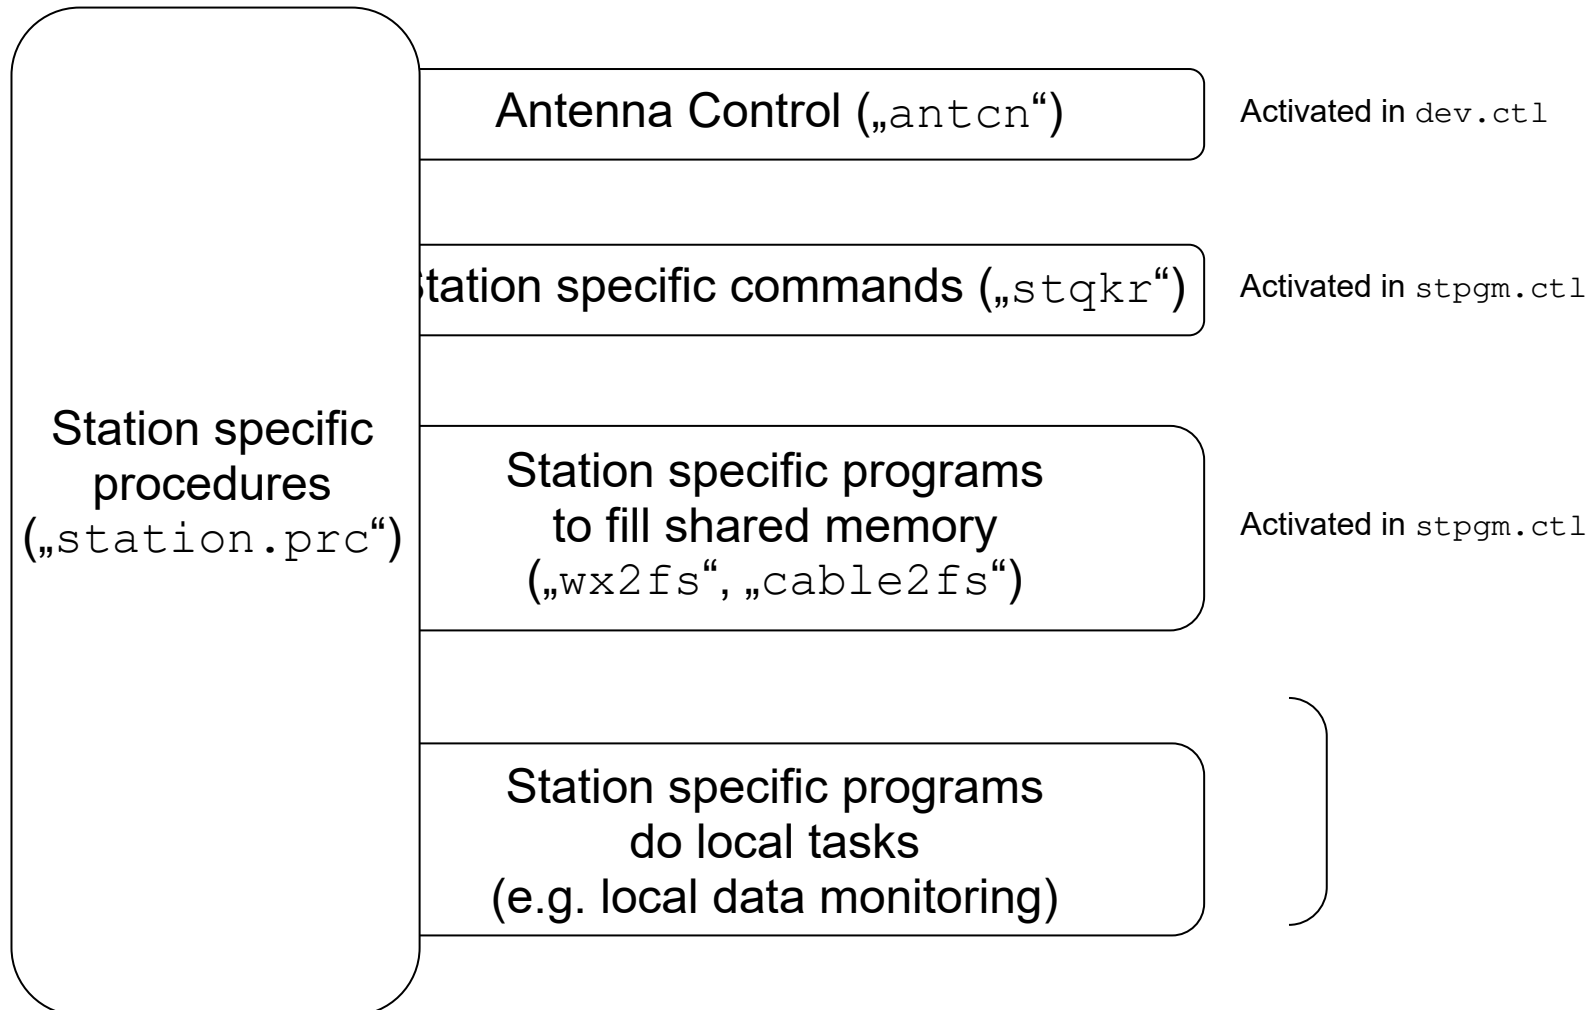 Antenna Control („antcn“)
Activated in dev.ctl
Station specific commands („stqkr“)
Activated in stpgm.ctl
Station specific
procedures
(„station.prc“)
Station specific programs
to fill shared memory
(„wx2fs“, „cable2fs“)
Activated in stpgm.ctl
Station specific programs
do local tasks
(e.g. local data monitoring)